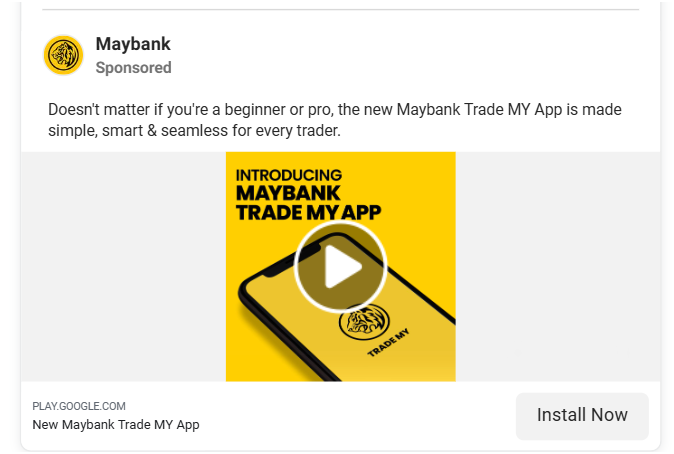 Maybank
Sponsored
Doesn't matter if you're a beginner or pro, the new Maybank Trade MY App is made
simple, smart & seamless for every trader.
INTRODUCING
MAYBANK
TRADE MY APP
TRADE MY
PLAY.GOOGLE.COM
New Maybank Trade MY App
Install Now